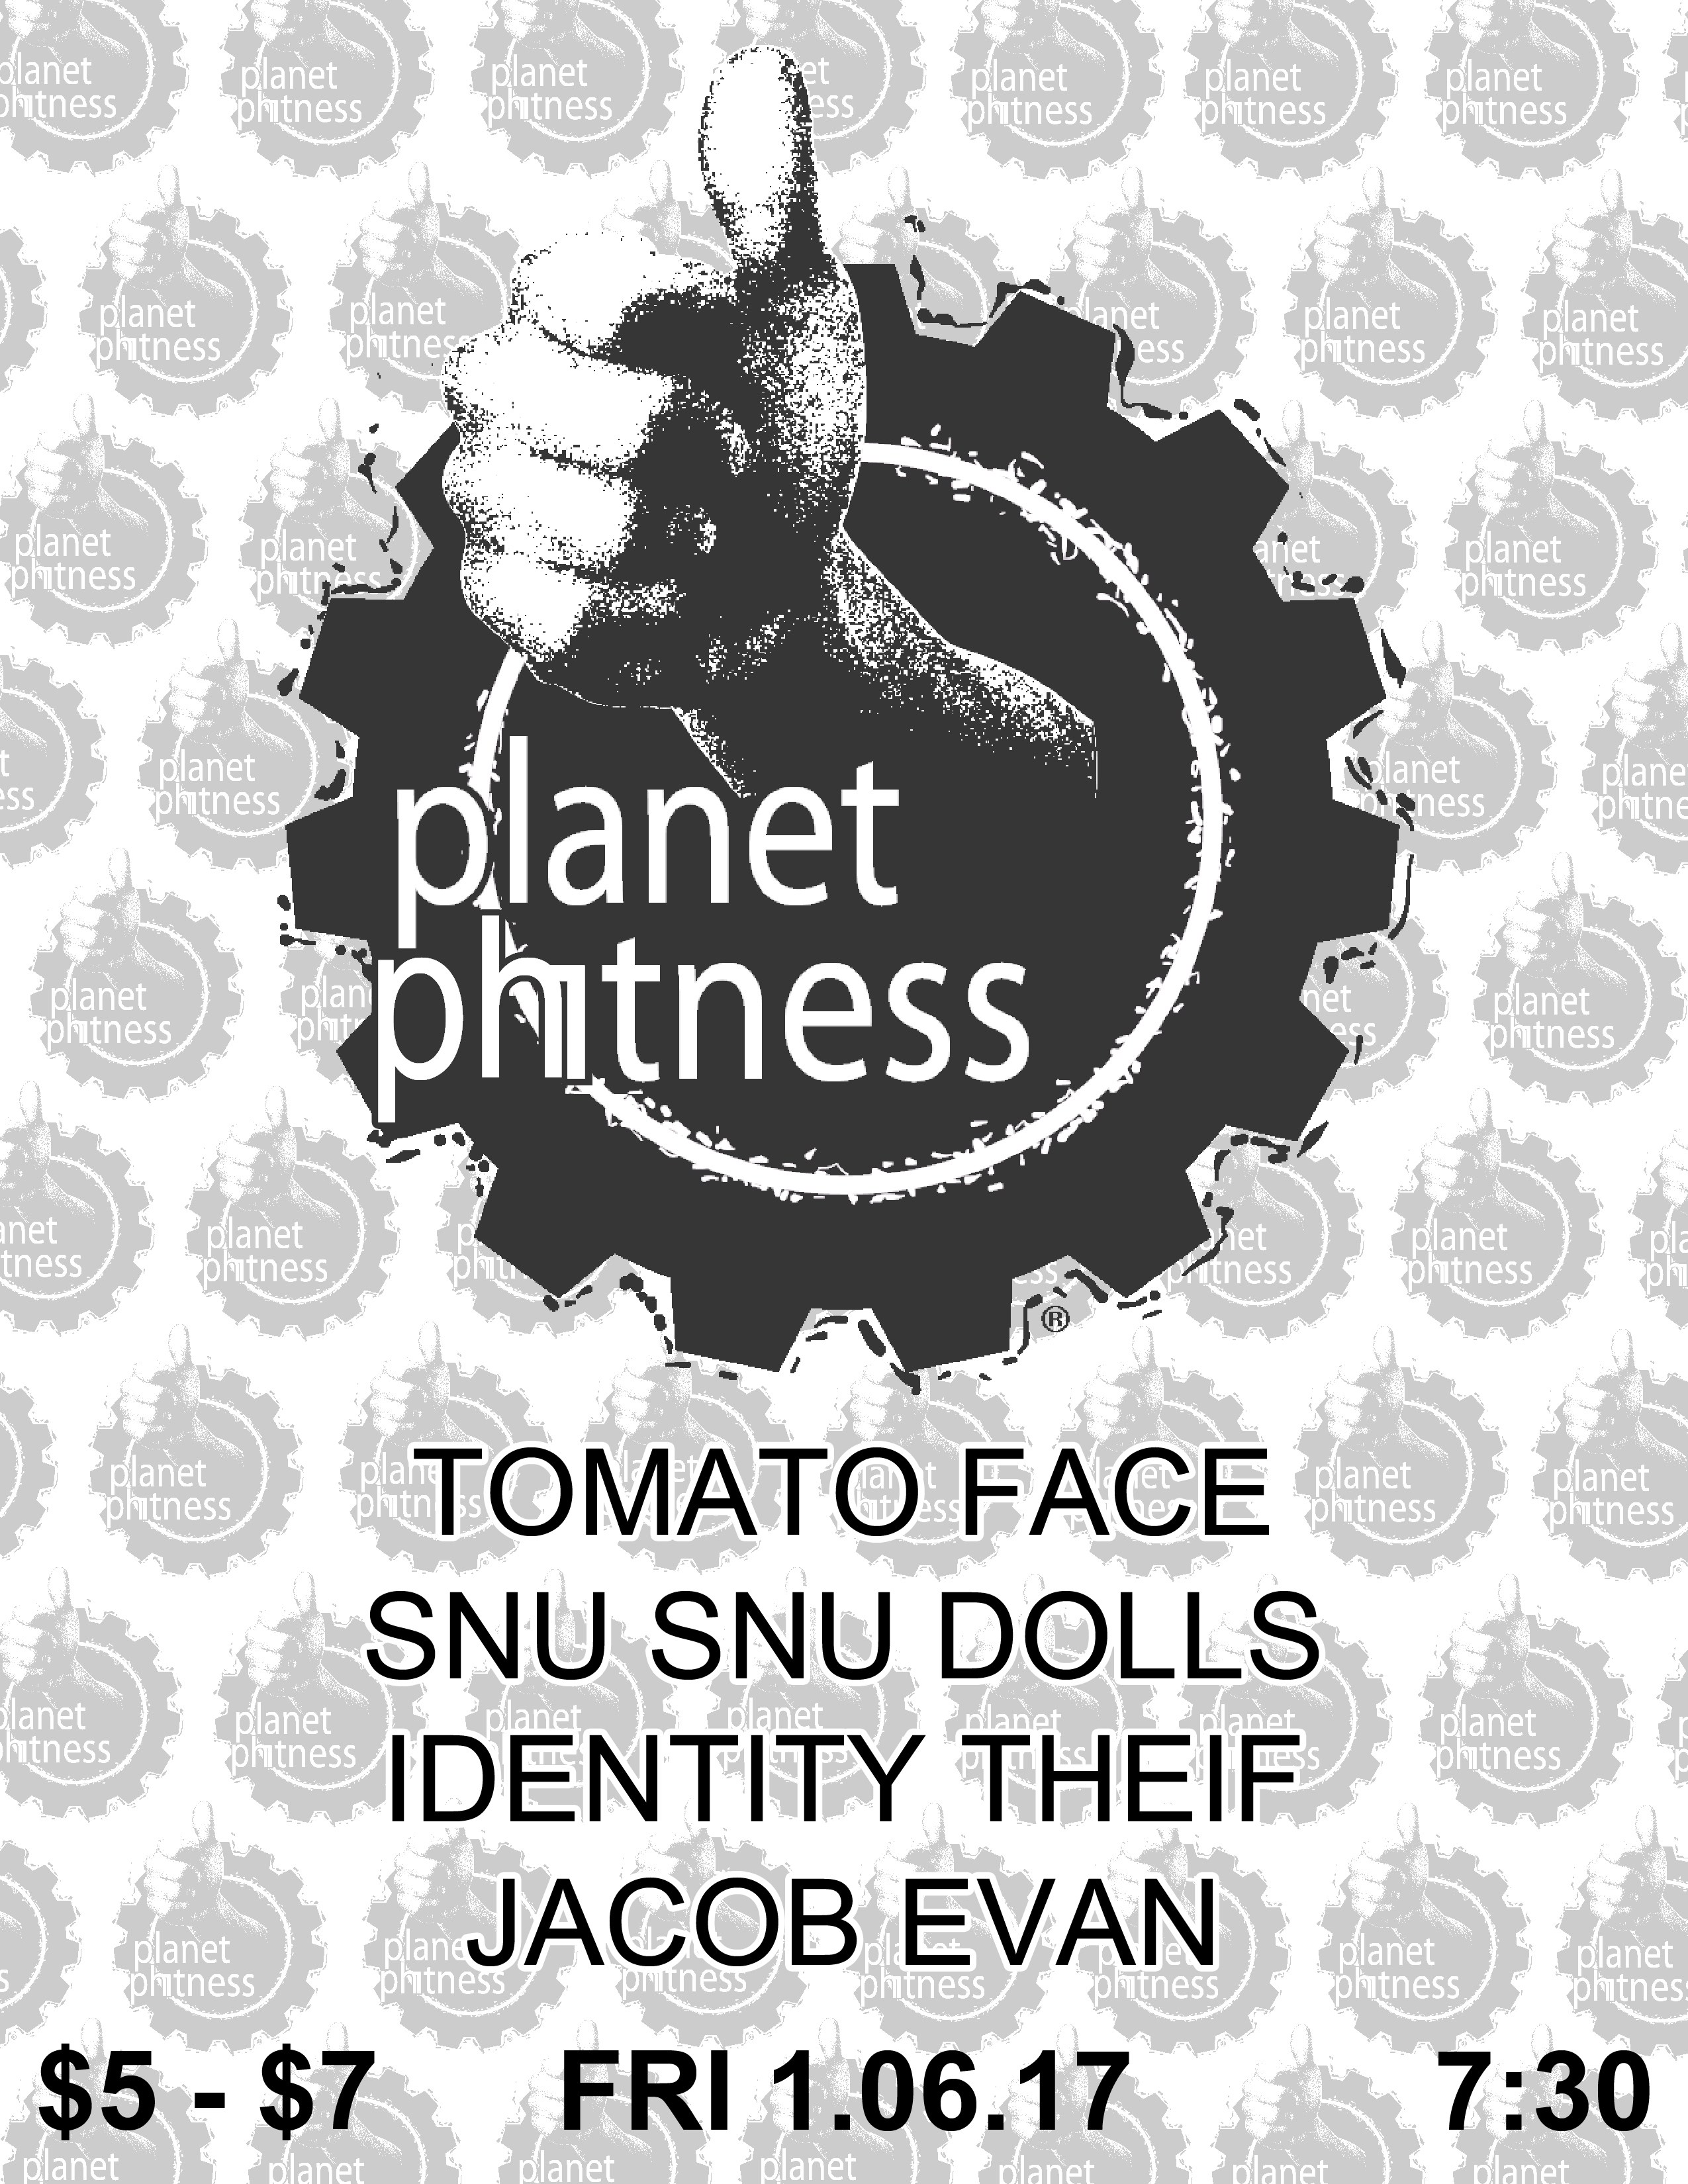 planet
phitness
®
TOMATO FACE
SNU SNU DOLLS
IDENTITY THEIF
JACOB EVAN
$5 - $7 FRI 1.06.17 7:30